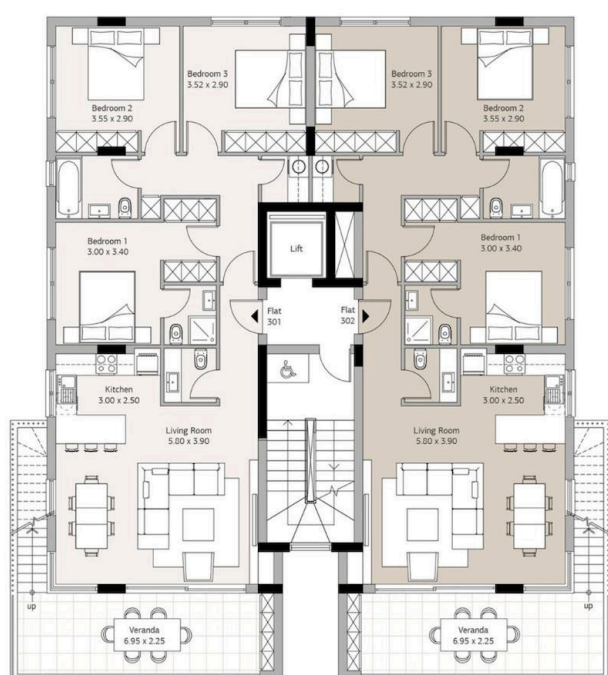 Bedroom 2
3.55 x 2.90
Bedroom 3
3.52 x 2.90
Bedroom 3
3.52 x 2.90
Bedroom 2
3.55 x 2.90
Bedroom 1
3.00 x 3.40
Lift
Bedroom 1
3.00 x 3.40
Flat
301
Flat
302
Kitchen
3.00 x 2.50
Kitchen
3.00 x 2.50
Living Room
5.80 x 3.90
Living Room
5.80 x 3.90
up
up
Veranda
6.95 x 2.25
Veranda
6.95 x 2.25